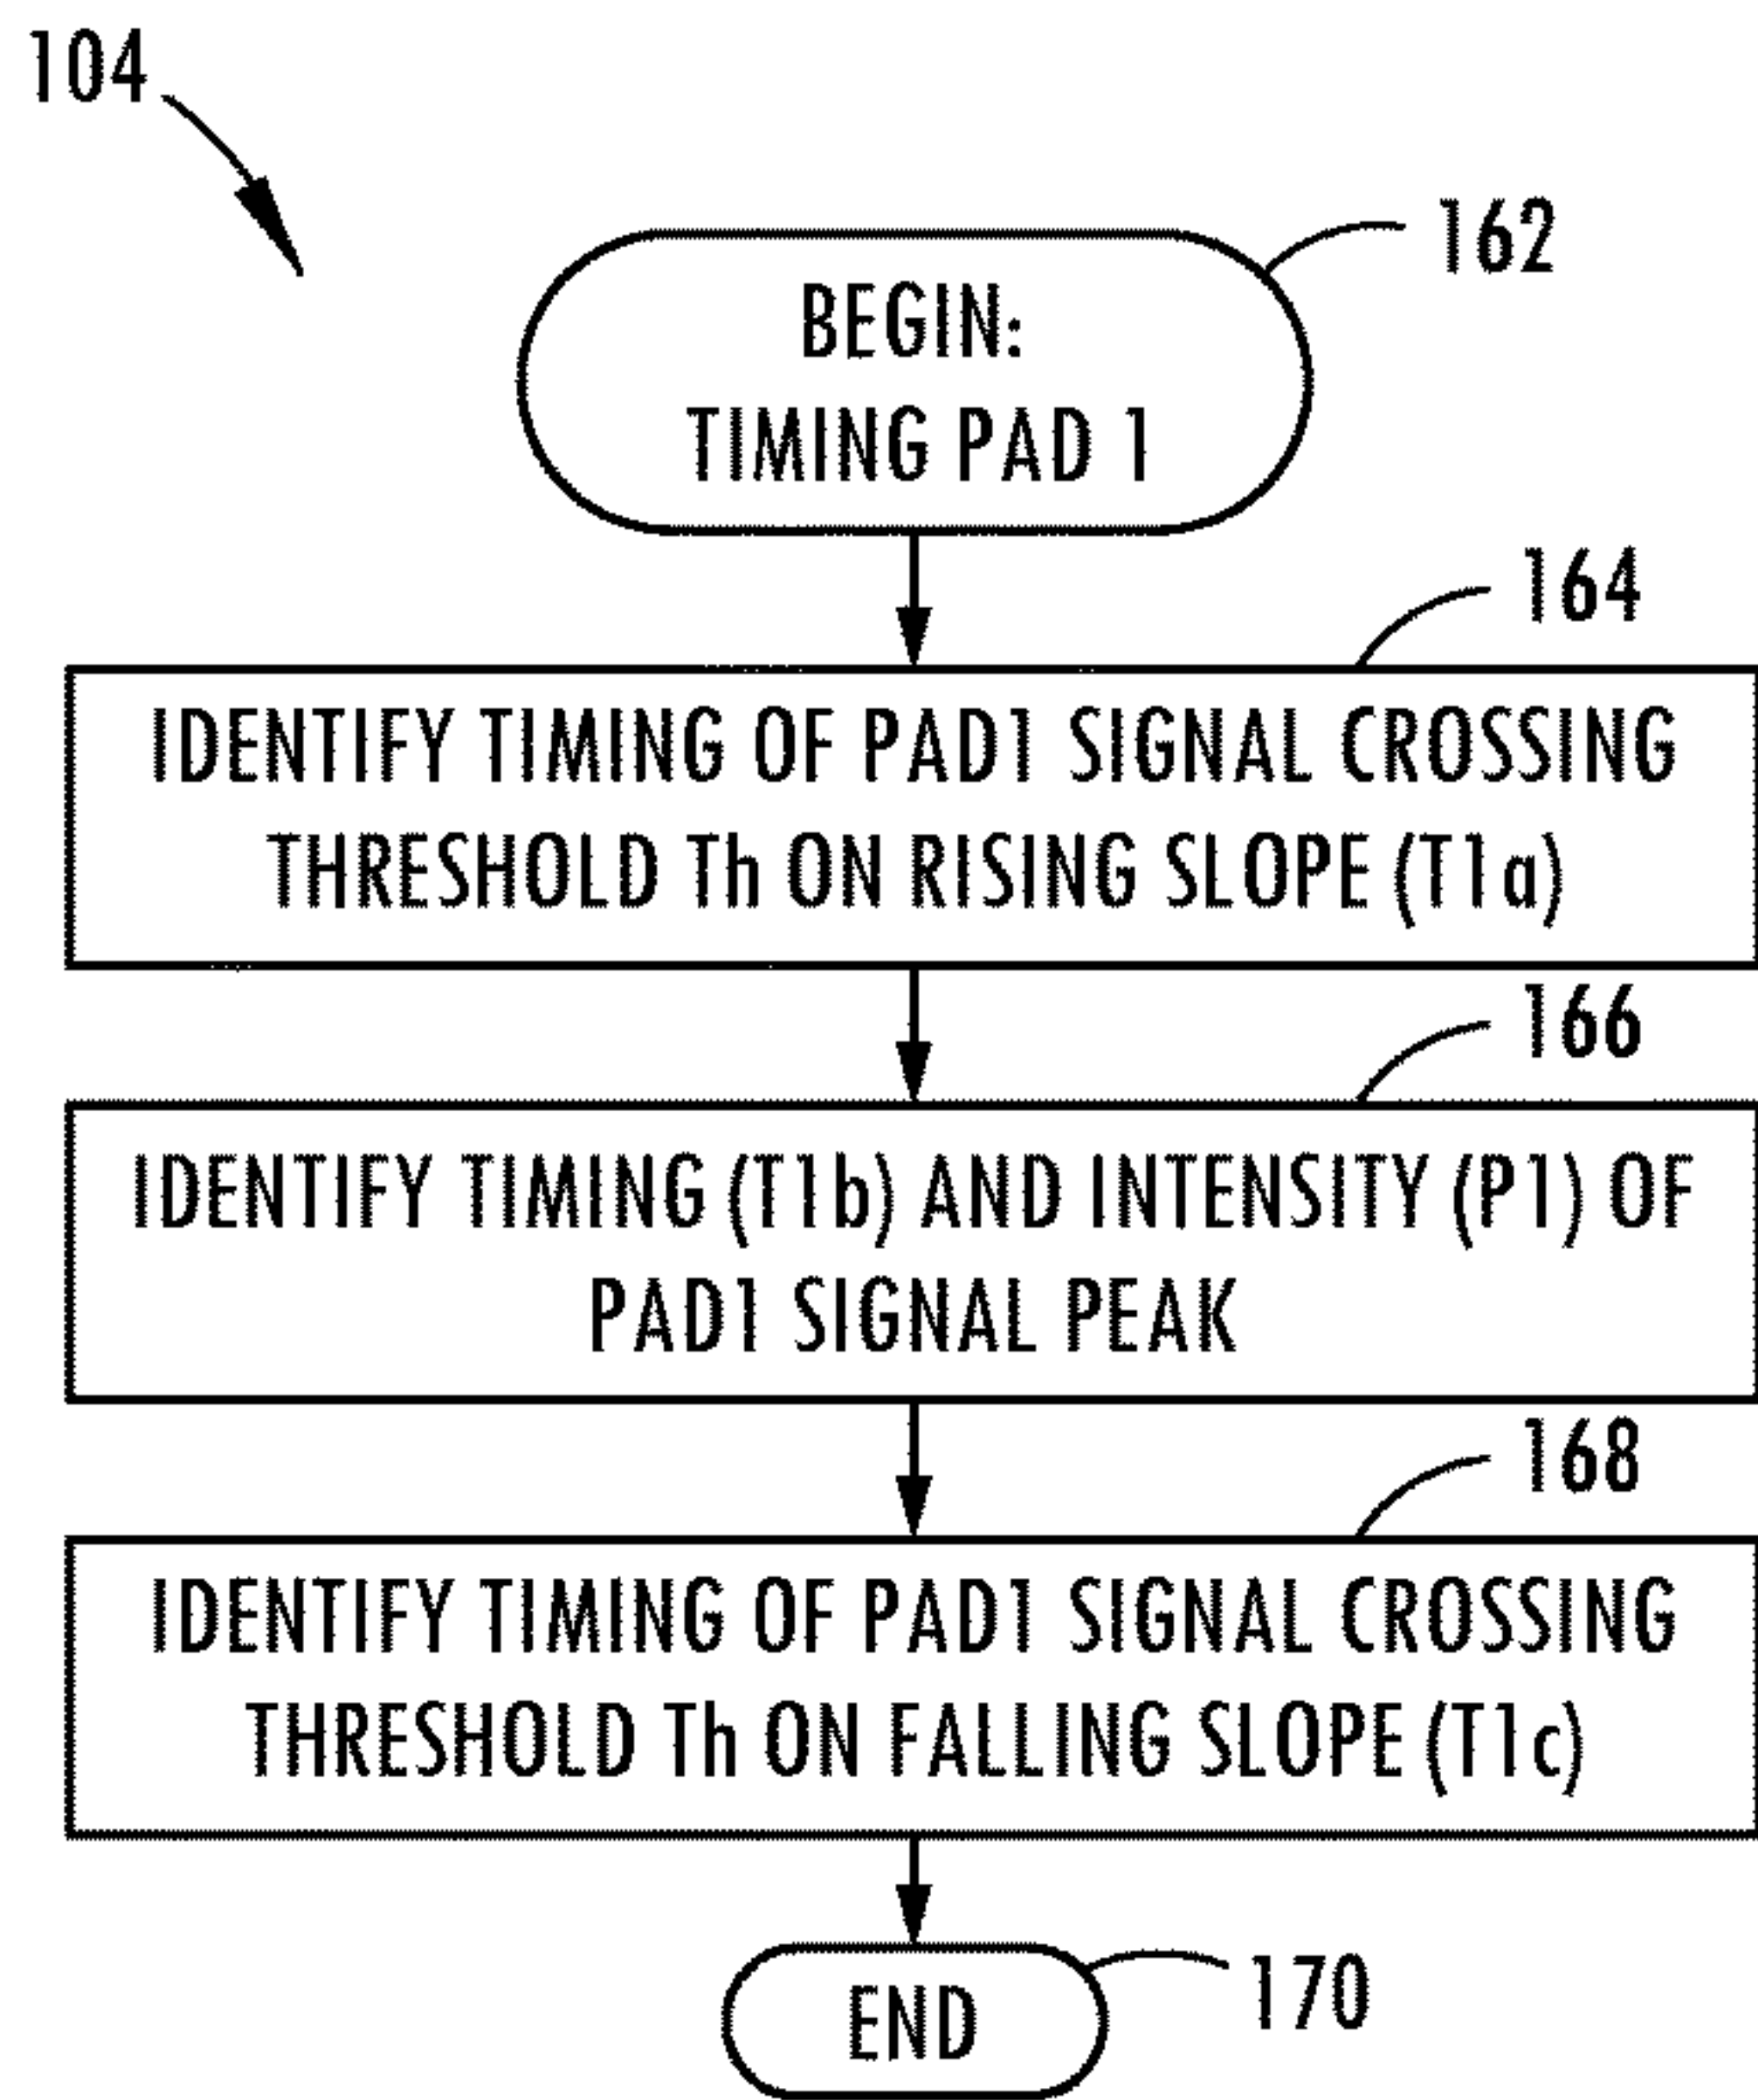 104
162
BEGIN:
TIMING PAD 1
164
IDENTIFY TIMING OF PAD1 SIGNAL CROSSING
THRESHOLD Th ON RISING SLOPE (T1a)
166
IDENTIFY TIMING (T1b) AND INTENSITY (P1) OF
PAD1 SIGNAL PEAK
168
IDENTIFY TIMING OF PAD1 SIGNAL CROSSING
THRESHOLD Th ON FALLING SLOPE (T1c)
END
170